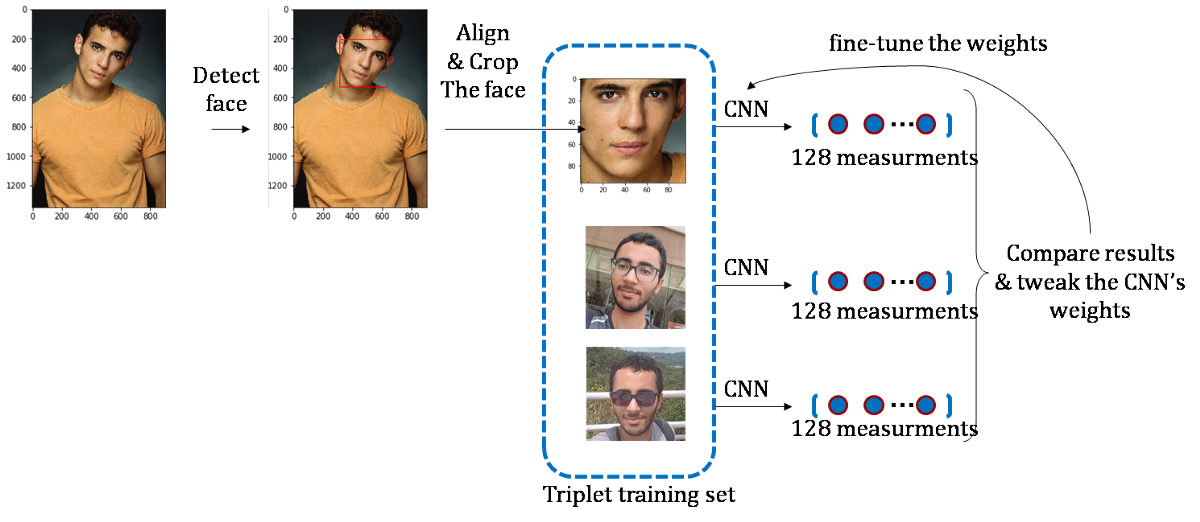 0
200
400
600
800
1000
1200
0
200
400
600
800
Detect
face
0
200
400
600
800
1000
1200
0
200
400
600
800
Align
& Crop
The face
0
20
40
60
80
0
20
40
60
80
Triplet training set
fine-tune the weights
CNN
128 measurments
CNN
128 measurments
CNN
128 measurments
Compare results
& tweak the CNN's
weights